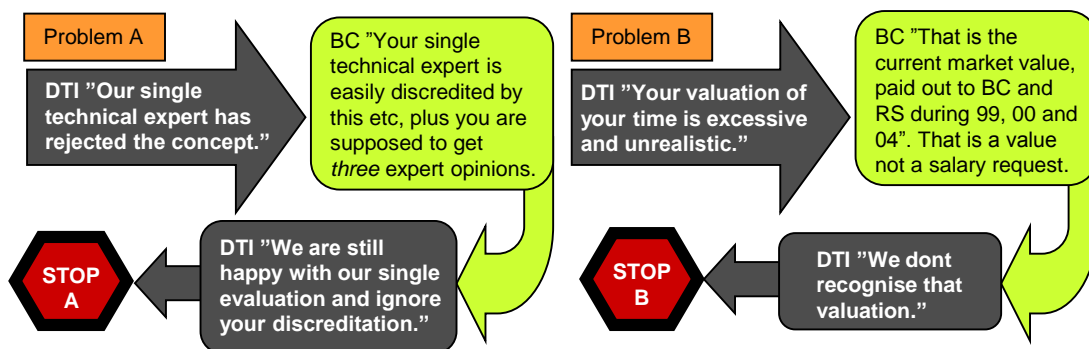 Problem A
DTI ”Our single
technical expert has
rejected the concept.”
BC ”Your single
technical expert is
easily discredited by
this etc, plus you are
supposed to get
three expert opinions.
DTI ”We are still
happy with our single
evaluation and ignore
your discreditation.”
STOP
A
Problem B
DTI ”Your valuation of
your time is excessive
and unrealistic.”
BC ”That is the
current market value,
paid out to BC and
RS during 99, 00 and
04”. That is a value
not a salary request.
DTI ”We dont
recognise that
valuation.”
STOP
B